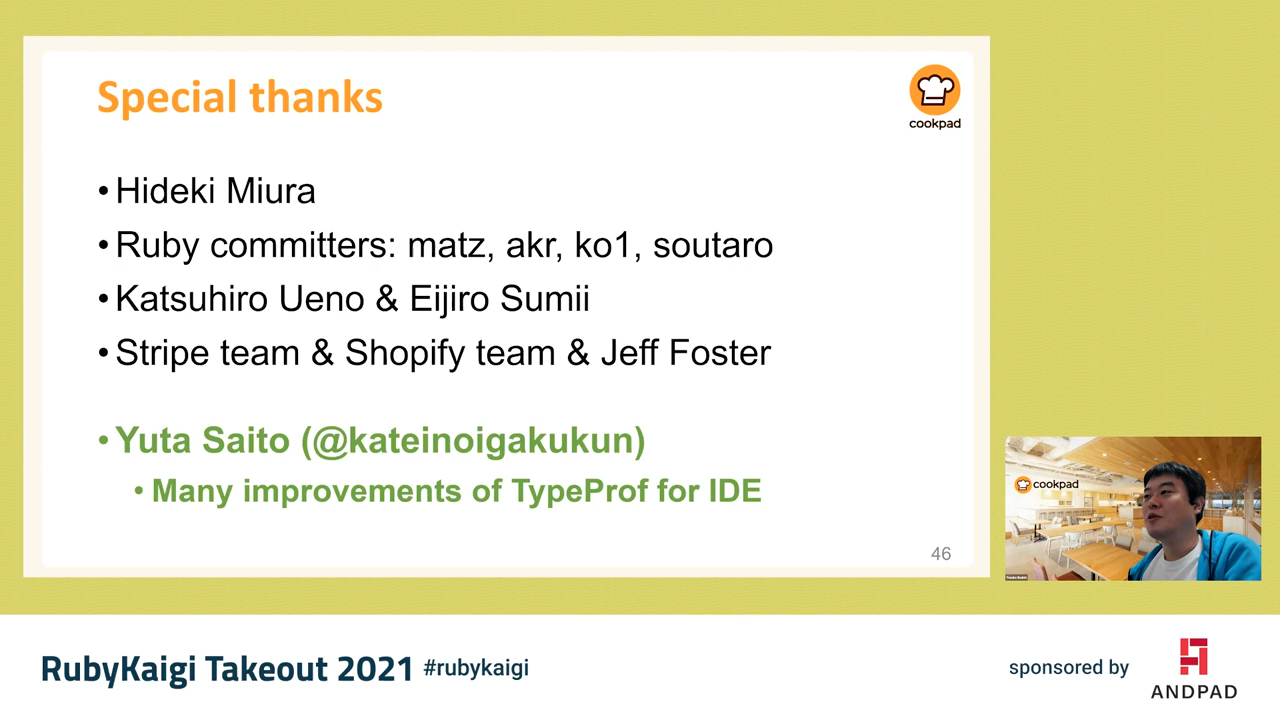 Special thanks
cookpad
• Hideki Miura
• Ruby committers: matz, akr, ko1, soutaro
• Katsuhiro Ueno & Eijiro Sumii
• Stripe team & Shopify team & Jeff Foster
• Yuta Saito (@kateinoigakukun)
• Many improvements of TypeProf for IDE
46
cookpad
RubyKaigi Takeout 2021 #rubykaigi
sponsored by
ANDPAD